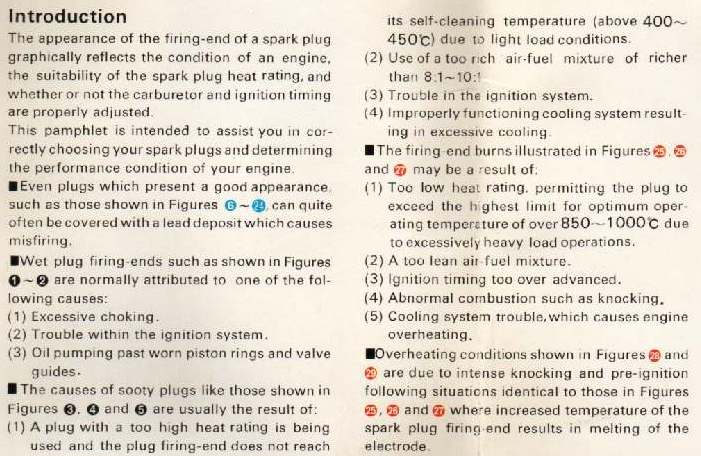 Introduction
The appearance of the firing-end of a spark plug
graphically reflects the condition of an engine,
the suitability of the spark plug heat rating, and
whether or not the carburetor and ignition timing
are properly adjusted.
This pamphlet is intended to assist you in cor-
rectly choosing your spark plugs and determining
the performance condition of your engine.
■Even plugs which present a good appearance,
such as those shown in Figures ❻~㉔, can quite
often be covered with a lead deposit which causes
misfiring.
■Wet plug firing-ends such as shown in Figures
❶~❷ are normally attributed to one of the fol-
lowing causes:
(1) Excessive choking.
(2) Trouble within the ignition system.
(3) Oil pumping past worn piston rings and valve
guides.
■The causes of sooty plugs like those shown in
Figures ❸, ❹ and ❺ are usually the result of:
(1) A plug with a too high heat rating is being
used and the plug firing-end does not reach
its self-cleaning temperature (above 400~
450℃) due to light load conditions.
(2) Use of a too rich air-fuel mixture of richer
than 8:1~10:1
(3) Trouble in the ignition system.
(4) Improperly functioning cooling system result-
ing in excessive cooling.
■The firing-end burns illustrated in Figures ㉕, ㉖
and ㉗ may be a result of:
(1) Too low heat rating, permitting the plug to
exceed the highest limit for optimum oper-
ating temperature of over 850~1000℃ due
to excessively heavy load operations.
(2) A too lean air-fuel mixture.
(3) Ignition timing too over advanced.
(4) Abnormal combustion such as knocking.
(5) Cooling system trouble, which causes engine
overheating.
■Overheating conditions shown in Figures ㉘ and
㉙ are due to intense knocking and pre-ignition
following situations identical to those in Figures
㉕, ㉖ and ㉗ where increased temperature of the
spark plug firing-end results in melting of the
electrode.